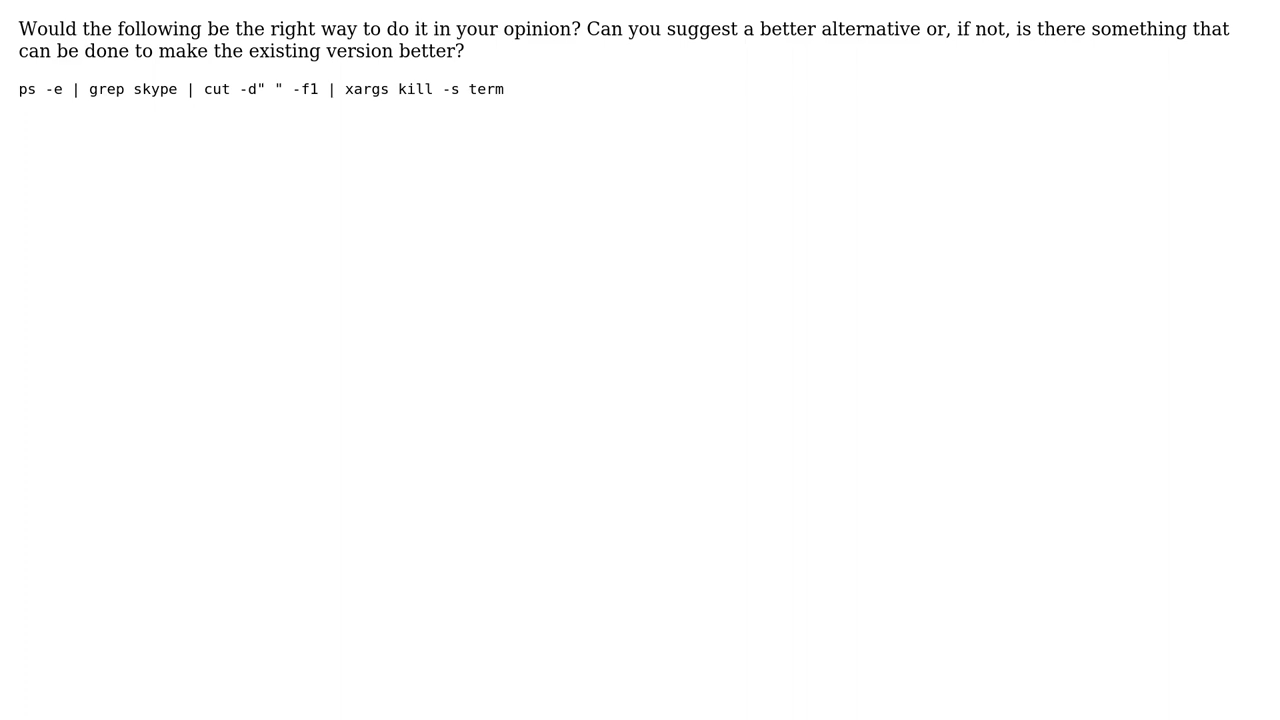 Would the following be the right way to do it in your opinion? Can you suggest a better alternative or, if not, is there something that
can be done to make the existing version better?
ps -e | grep skype | cut -d" " -f1 | xargs kill -s term